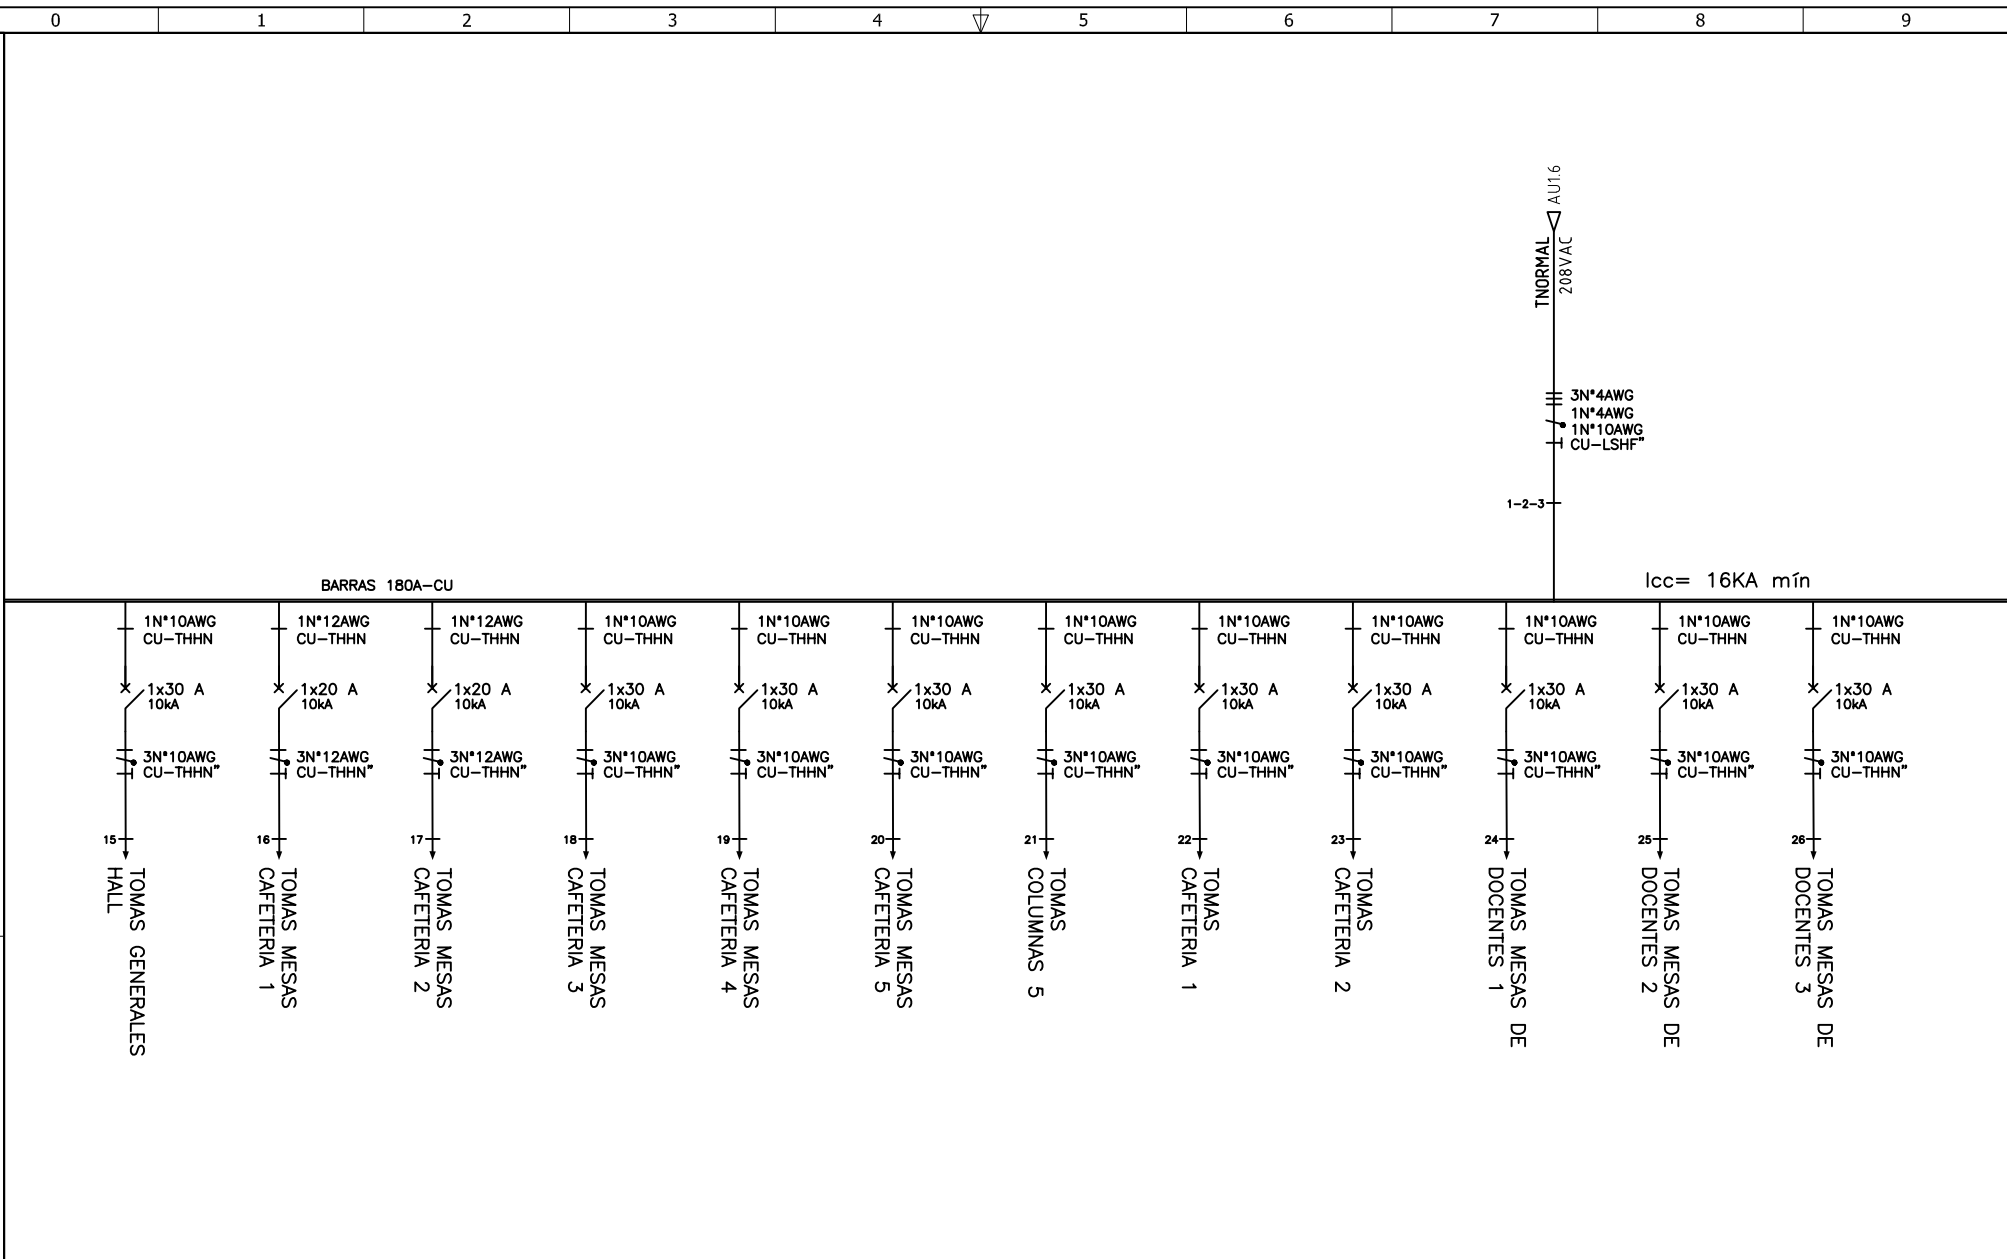 0 1 2 3 4 5 6 7 8 9
AU1.6
TNORMAL
208VAC
3N°4AWG
1N°4AWG
1N°10AWG
CU-LSHF"
1-2-3
BARRAS 180A-CU
Icc= 16KA mín
1N°10AWG
CU-THHN
1x30 A
10kA
3N°10AWG
CU-THHN"
15
TOMAS GENERALES
HALL
1N°12AWG
CU-THHN
1x20 A
10kA
3N°12AWG
CU-THHN"
16
TOMAS MESAS
CAFETERIA 1
1N°12AWG
CU-THHN
1x20 A
10kA
3N°12AWG
CU-THHN"
17
TOMAS MESAS
CAFETERIA 2
1N°10AWG
CU-THHN
1x30 A
10kA
3N°10AWG
CU-THHN"
18
TOMAS MESAS
CAFETERIA 3
1N°10AWG
CU-THHN
1x30 A
10kA
3N°10AWG
CU-THHN"
19
TOMAS MESAS
CAFETERIA 4
1N°10AWG
CU-THHN
1x30 A
10kA
3N°10AWG
CU-THHN"
20
TOMAS MESAS
CAFETERIA 5
1N°10AWG
CU-THHN
1x30 A
10kA
3N°10AWG
CU-THHN"
21
TOMAS
COLUMNAS 5
1N°10AWG
CU-THHN
1x30 A
10kA
3N°10AWG
CU-THHN"
22
TOMAS
CAFETERIA 1
1N°10AWG
CU-THHN
1x30 A
10kA
3N°10AWG
CU-THHN"
23
TOMAS
CAFETERIA 2
1N°10AWG
CU-THHN
1x30 A
10kA
3N°10AWG
CU-THHN"
24
TOMAS MESAS DE
DOCENTES 1
1N°10AWG
CU-THHN
1x30 A
10kA
3N°10AWG
CU-THHN"
25
TOMAS MESAS DE
DOCENTES 2
1N°10AWG
CU-THHN
1x30 A
10kA
3N°10AWG
CU-THHN"
26
TOMAS MESAS DE
DOCENTES 3